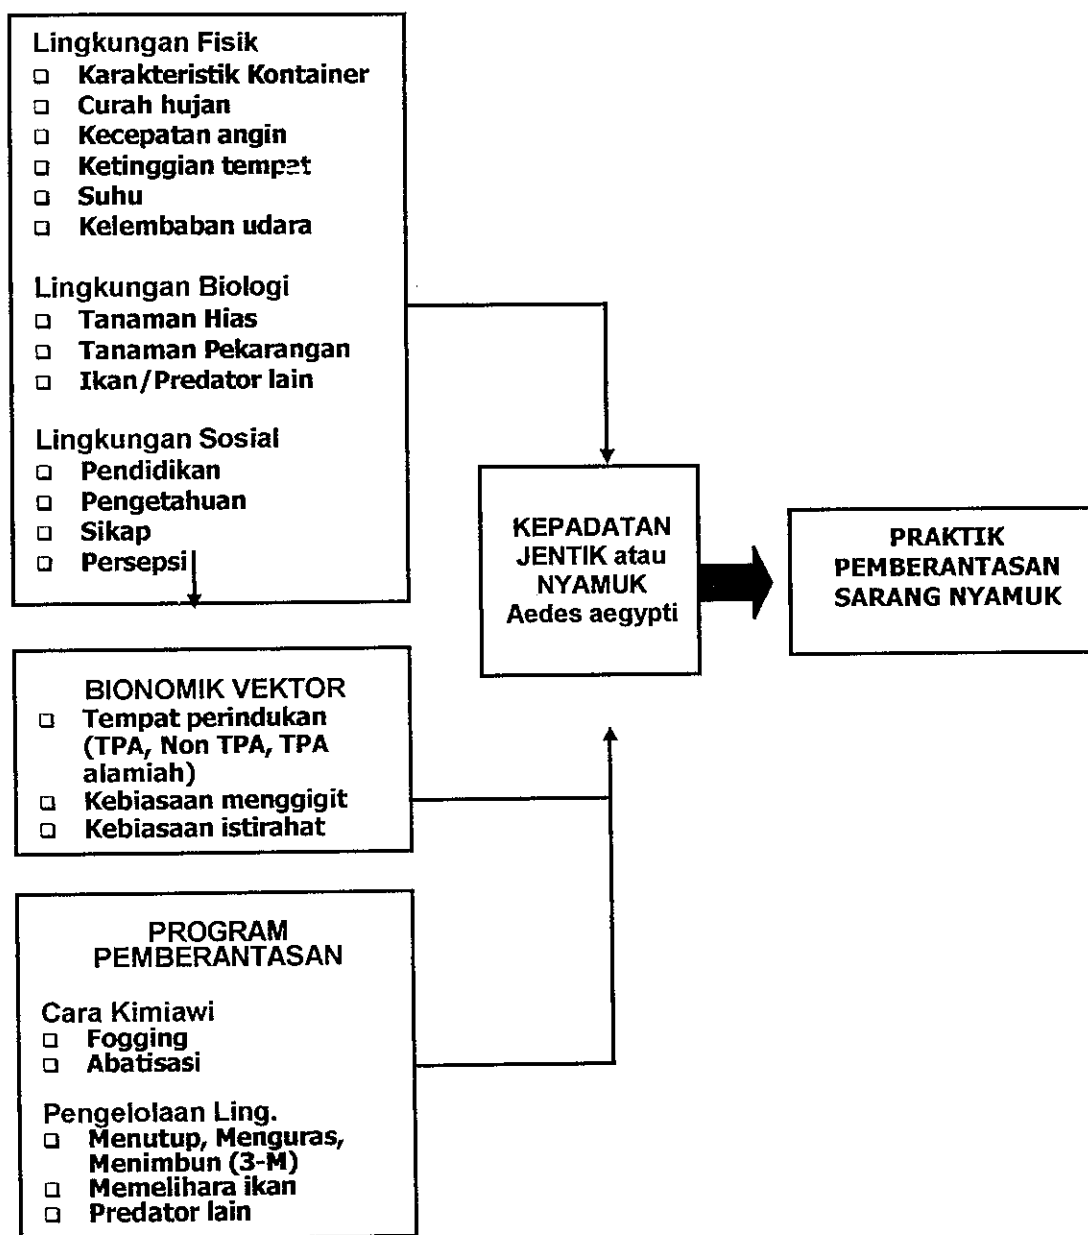 Lingkungan Fisik
Karakteristik Kontainer
Curah hujan
Kecepatan angin
Ketinggian tempat
Suhu
Kelembaban udara
Lingkungan Biologi
Tanaman Hias
Tanaman Pekarangan
Ikan/Predator lain
Lingkungan Sosial
Pendidikan
Pengetahuan
Sikap
Persepsi
BIONOMIK VEKTOR
Tempat perindukan
(TPA, Non TPA, TPA
alamiah)
Kebiasaan menggigit
Kebiasaan istirahat
PROGRAM
PEMBERANTASAN
Cara Kimiawi
Fogging
Abatisasi
Pengelolaan Ling.
Menutup, Menguras,
Menimbun (3-M)
Memelihara ikan
Predator lain
KEPADATAN
JENTIK atau
NYAMUK
Aedes aegypti
PRAKTIK
PEMBERANTASAN
SARANG NYAMUK